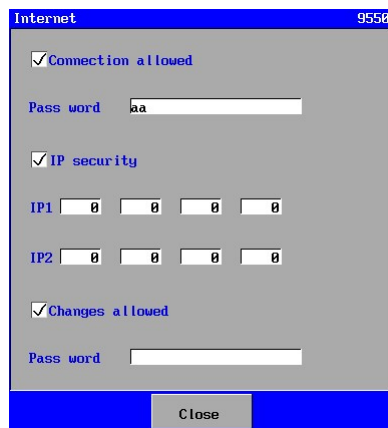 Internet 9550
Connection allowed
Pass word aa
IP security
IP1 0 0 0 0
IP2 0 0 0 0
Changes allowed
Pass word
Close